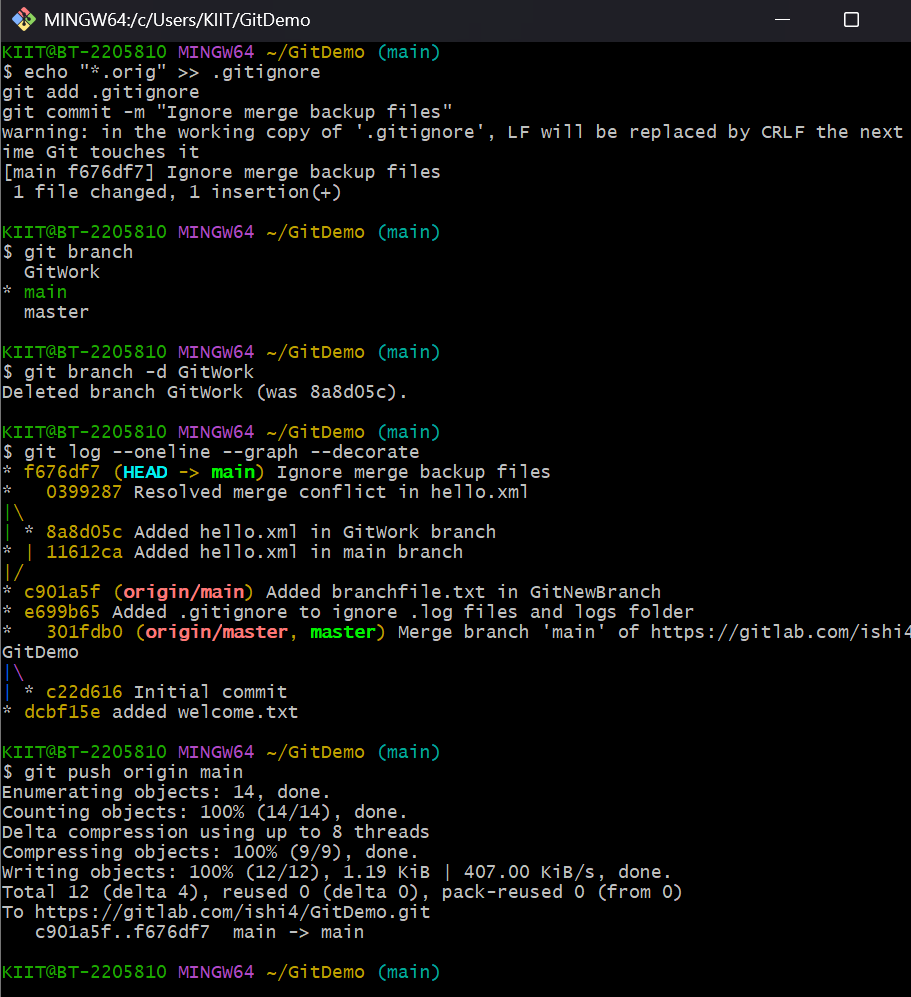 MINGW64:/c/Users/KIIT/GitDemo
KIIT@BT-2205810 MINGW64 ~/GitDemo (main)
$ echo "*.orig" >> .gitignore
git add .gitignore
git commit -m "Ignore merge backup files"
warning: in the working copy of '.gitignore', LF will be replaced by CRLF the next
ime Git touches it
[main f676df7] Ignore merge backup files
 1 file changed, 1 insertion(+)

KIIT@BT-2205810 MINGW64 ~/GitDemo (main)
$ git branch
  GitWork
* main
  master

KIIT@BT-2205810 MINGW64 ~/GitDemo (main)
$ git branch -d GitWork
Deleted branch GitWork (was 8a8d05c).

KIIT@BT-2205810 MINGW64 ~/GitDemo (main)
$ git log --oneline --graph --decorate
* f676df7 (HEAD -> main) Ignore merge backup files
*   0399287 Resolved merge conflict in hello.xml
|\
| * 8a8d05c Added hello.xml in GitWork branch
* | 11612ca Added hello.xml in main branch
|/
* c901a5f (origin/main) Added branchfile.txt in GitNewBranch
* e699b65 Added .gitignore to ignore .log files and logs folder
*   301fdb0 (origin/master, master) Merge branch 'main' of https://gitlab.com/ishi4
GitDemo
|\
| * c22d616 Initial commit
* dcbf15e added welcome.txt

KIIT@BT-2205810 MINGW64 ~/GitDemo (main)
$ git push origin main
Enumerating objects: 14, done.
Counting objects: 100% (14/14), done.
Delta compression using up to 8 threads
Compressing objects: 100% (9/9), done.
Writing objects: 100% (12/12), 1.19 KiB | 407.00 KiB/s, done.
Total 12 (delta 4), reused 0 (delta 0), pack-reused 0 (from 0)
To https://gitlab.com/ishi4/GitDemo.git
   c901a5f..f676df7  main -> main

KIIT@BT-2205810 MINGW64 ~/GitDemo (main)